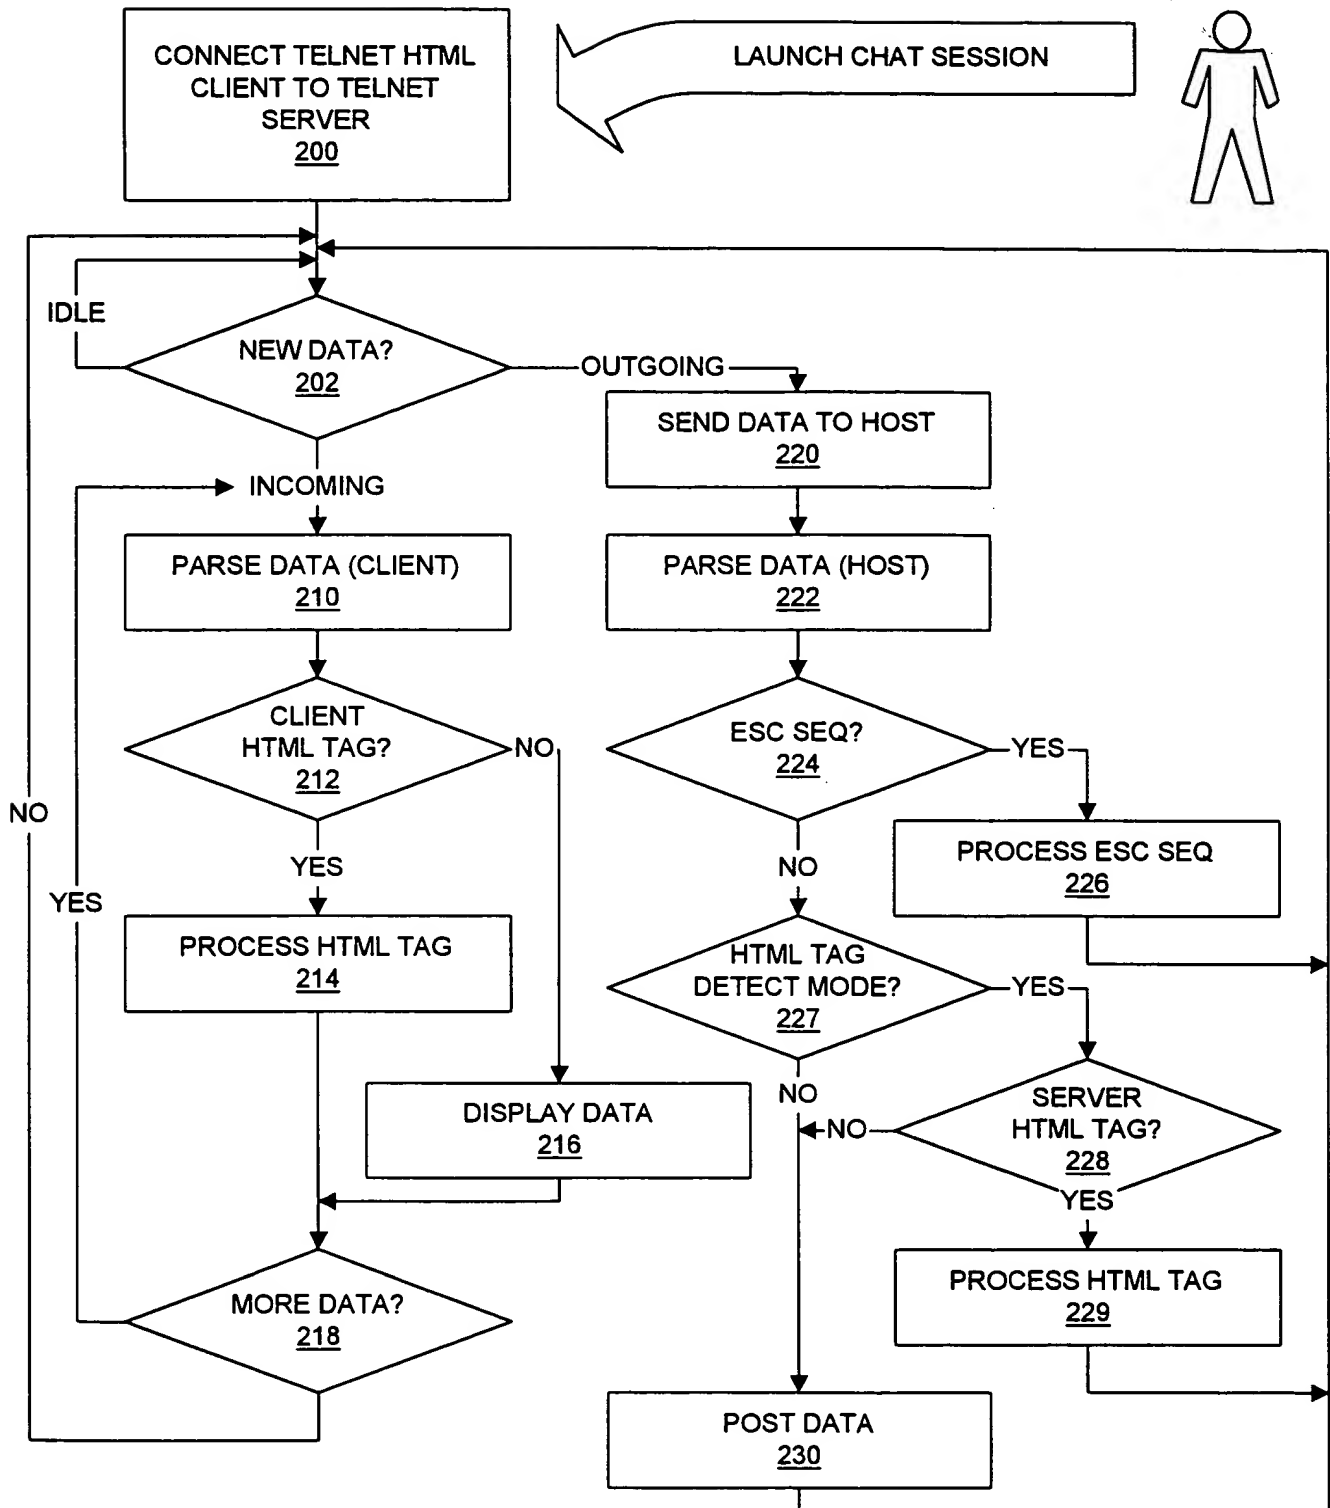 CONNECT TELNET HTML
CLIENT TO TELNET
SERVER
200
LAUNCH CHAT SESSION
IDLE
NEW DATA?
202
OUTGOING
SEND DATA TO HOST
220
INCOMING
PARSE DATA (CLIENT)
210
PARSE DATA (HOST)
222
CLIENT
HTML TAG?
212
NO
ESC SEQ?
224
YES
NO
YES
NO
PROCESS ESC SEQ
226
YES
PROCESS HTML TAG
214
HTML TAG
DETECT MODE?
227
YES
NO
DISPLAY DATA
216
SERVER
HTML TAG?
228
NO
YES
MORE DATA?
218
PROCESS HTML TAG
229
POST DATA
230